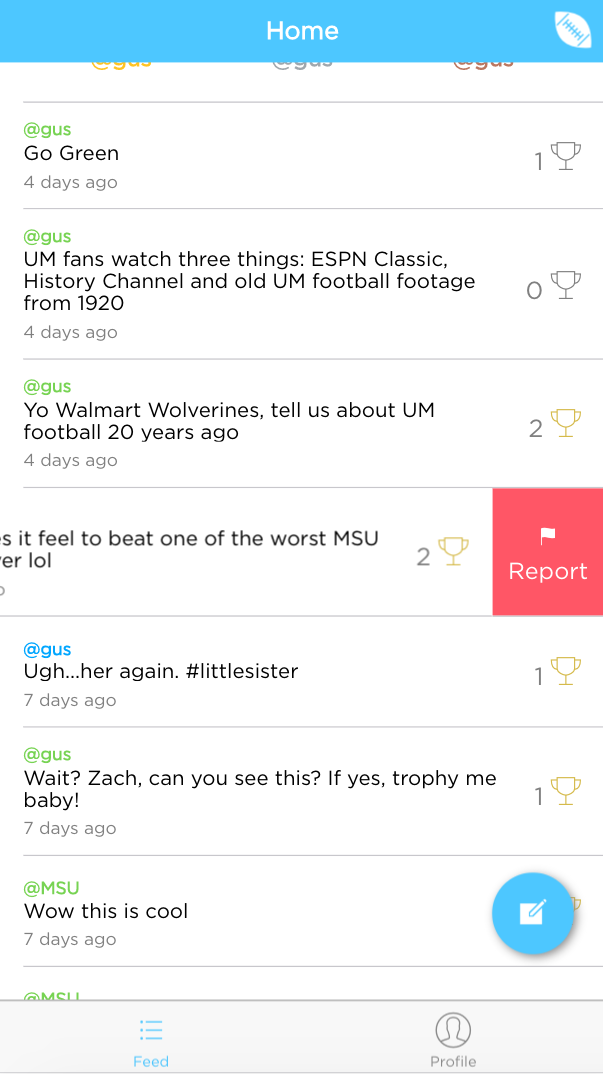 Home
@gus @gus @gus
@gus
Go Green
1
4 days ago
@gus
UM fans watch three things: ESPN Classic,
History Channel and old UM football footage
from 1920
0
4 days ago
@gus
Yo Walmart Wolverines, tell us about UM
football 20 years ago
2
4 days ago
it feel to beat one of the worst MSU
lol
2
Report
@gus
Ugh...her again. #littlesister
1
7 days ago
@gus
Wait? Zach, can you see this? If yes, trophy me
baby!
1
7 days ago
@MSU
Wow this is cool
7 days ago
@MSU
Feed
Profile